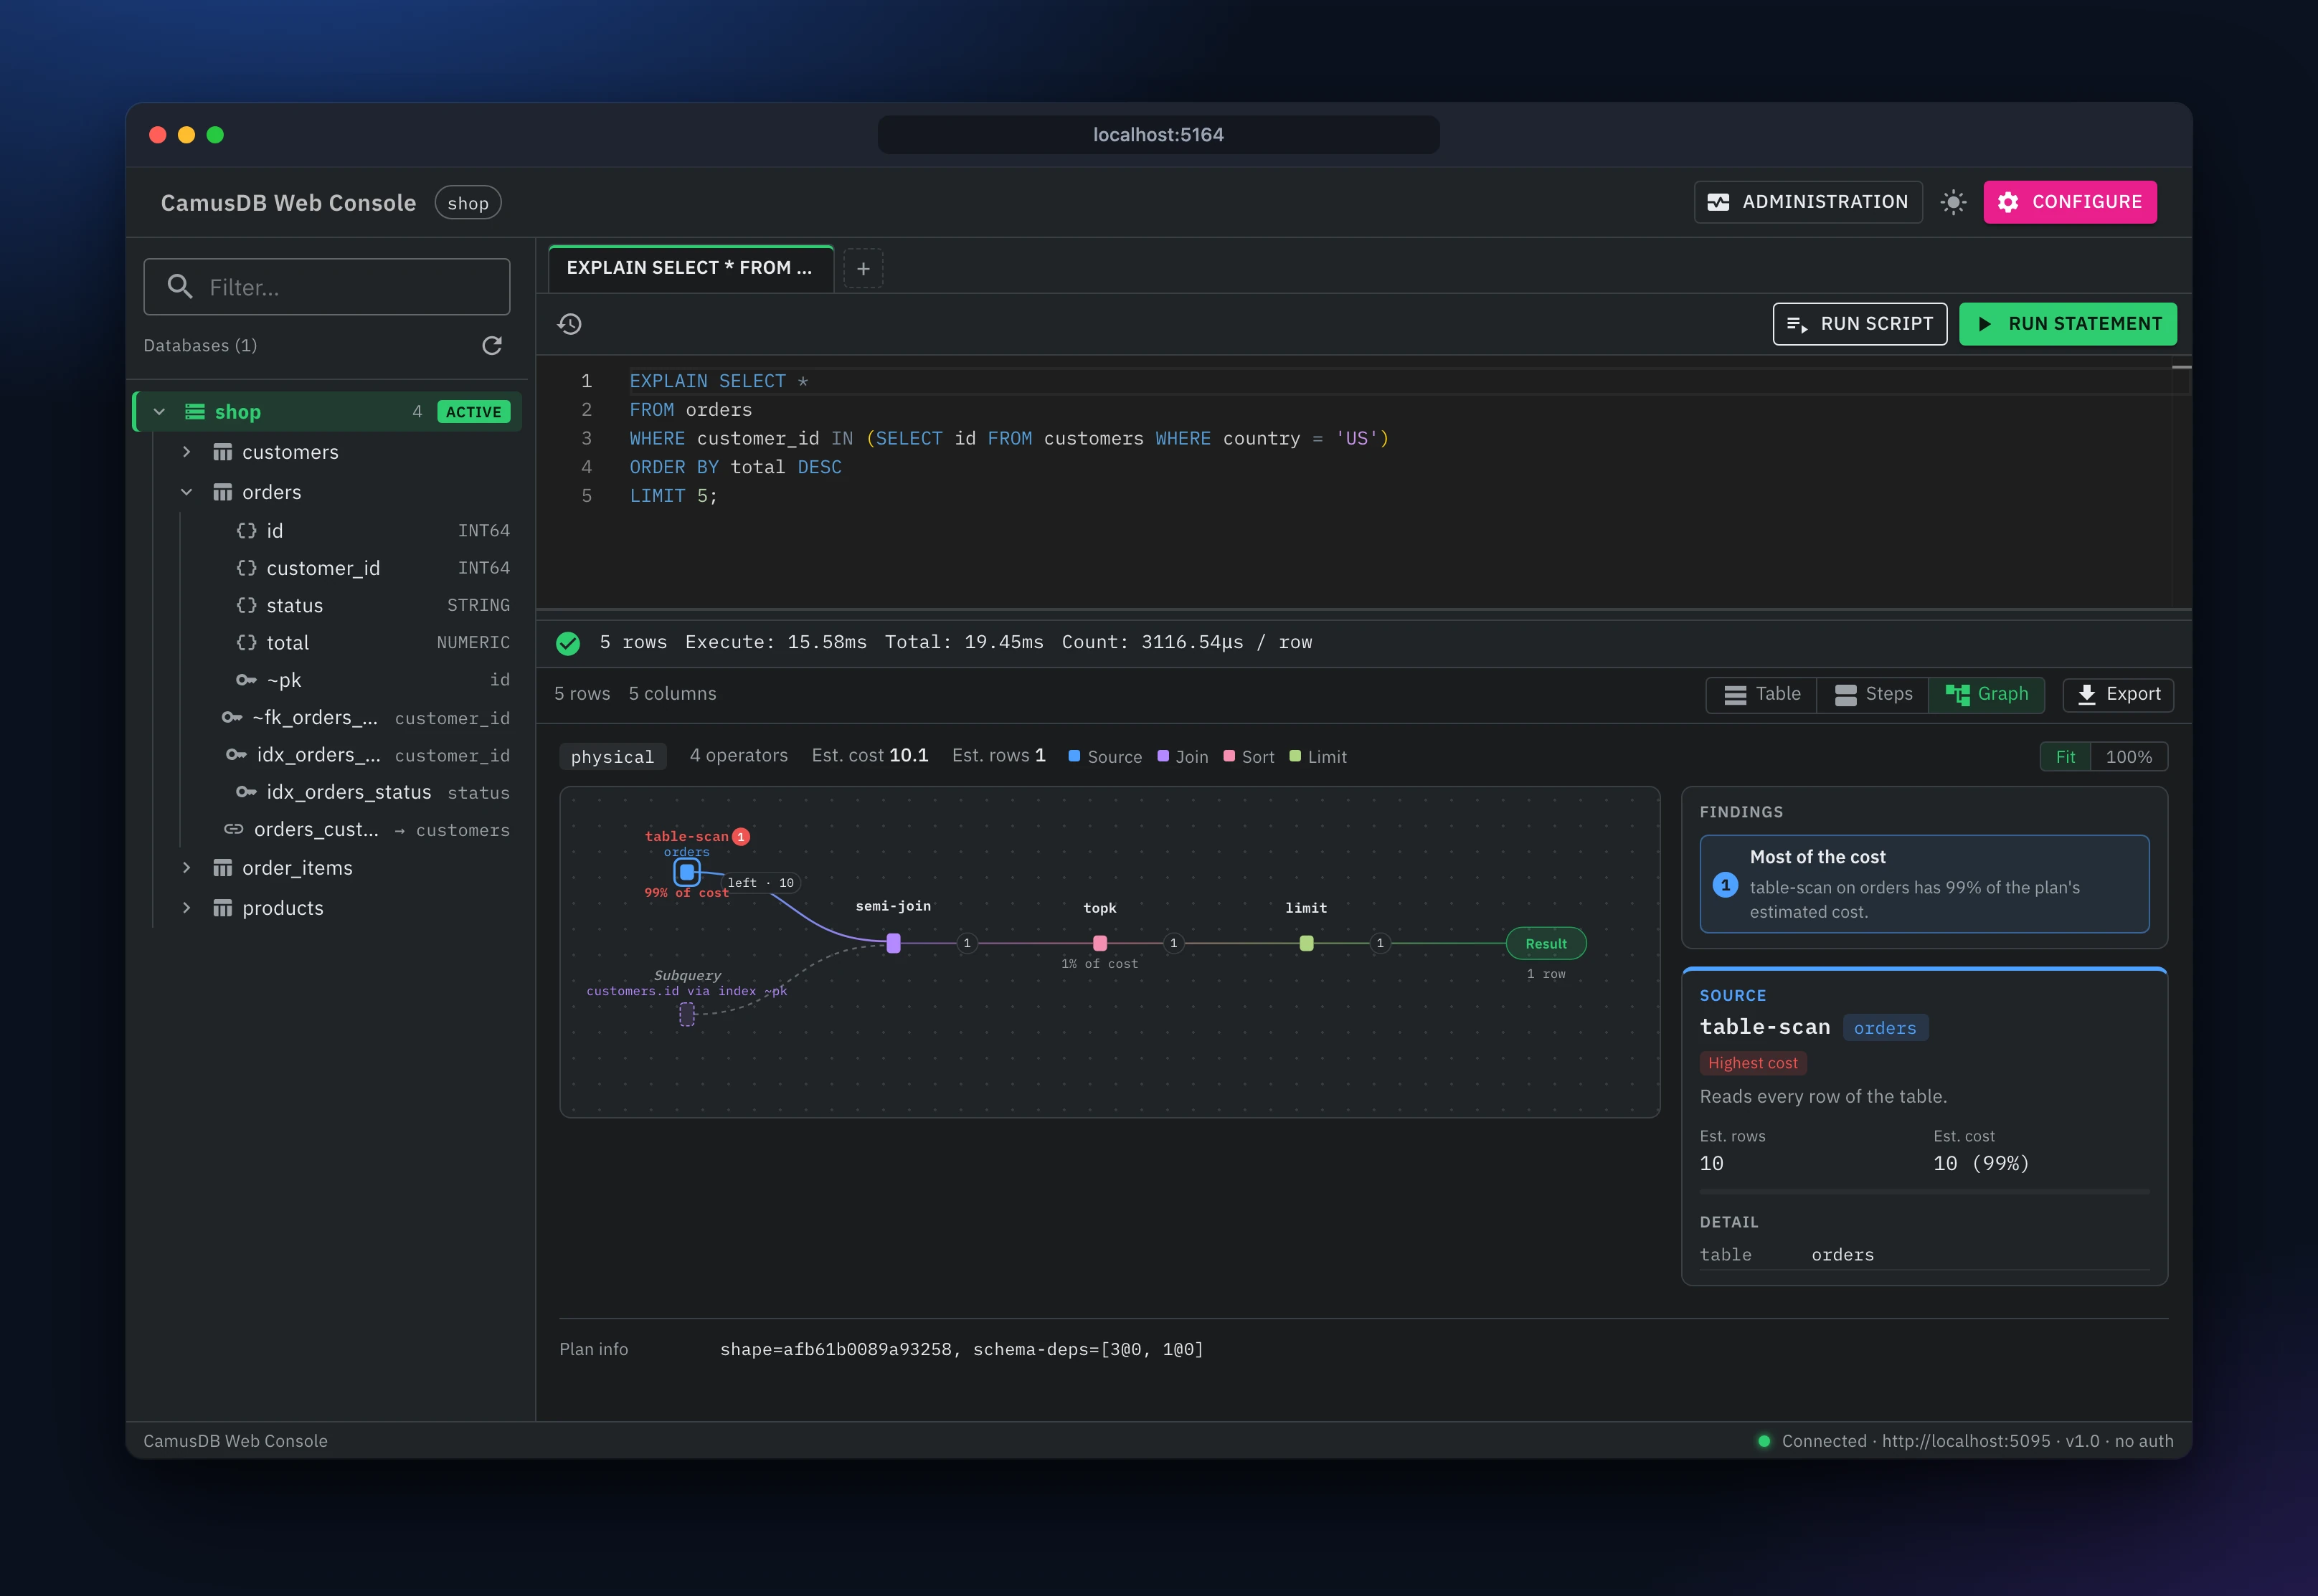 localhost:5164
CamusDB Web Console shop
ADMINISTRATION CONFIGURE
Filter...
Databases (1)
shop 4 ACTIVE
customers
orders
id INT64
customer_id INT64
status STRING
total NUMERIC
~pk id
~fk_orders_... customer_id
idx_orders_... customer_id
idx_orders_status status
orders_cust... → customers
order_items
products
EXPLAIN SELECT * FROM ... +
RUN SCRIPT RUN STATEMENT
1 EXPLAIN SELECT *
2 FROM orders
3 WHERE customer_id IN (SELECT id FROM customers WHERE country = 'US')
4 ORDER BY total DESC
5 LIMIT 5;
5 rows Execute: 15.58ms Total: 19.45ms Count: 3116.54µs / row
5 rows 5 columns
Table Steps Graph Export
physical 4 operators Est. cost 10.1 Est. rows 1 Source Join Sort Limit
Fit 100%
table-scan 1
orders
99% of cost
left · 10
semi-join
1
topk
1% of cost
1
limit
1
Result
1 row
Subquery
customers.id via index ~pk
FINDINGS
Most of the cost
1 table-scan on orders has 99% of the plan's
estimated cost.
SOURCE
table-scan orders
Highest cost
Reads every row of the table.
Est. rows Est. cost
10 10 (99%)
DETAIL
table orders
Plan info shape=afb61b0089a93258, schema-deps=[3@0, 1@0]
CamusDB Web Console
Connected · http://localhost:5095 · v1.0 · no auth